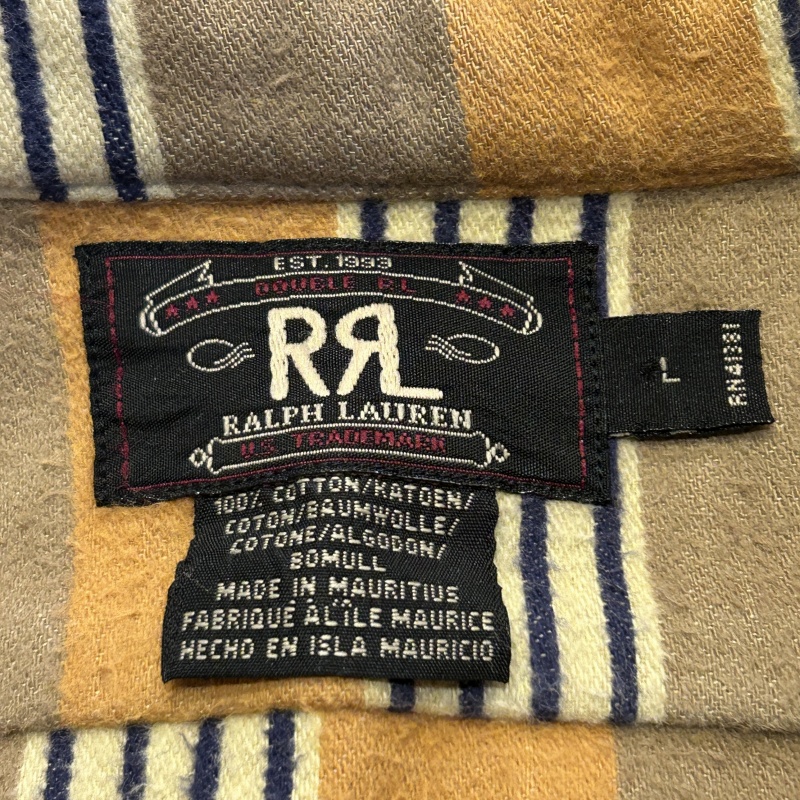 EST. 1993
DOUBLE RL
RRL
RALPH LAUREN
U.S. TRADEMARK
L
RN41381
100% COTTON/KATOEN/
COTON/BAUMWOLLE/
COTONE/ALGODON/
BOMULL
MADE IN MAURITIUS
FABRIQUÉ À L'ÎLE MAURICE
HECHO EN ISLA MAURICIO